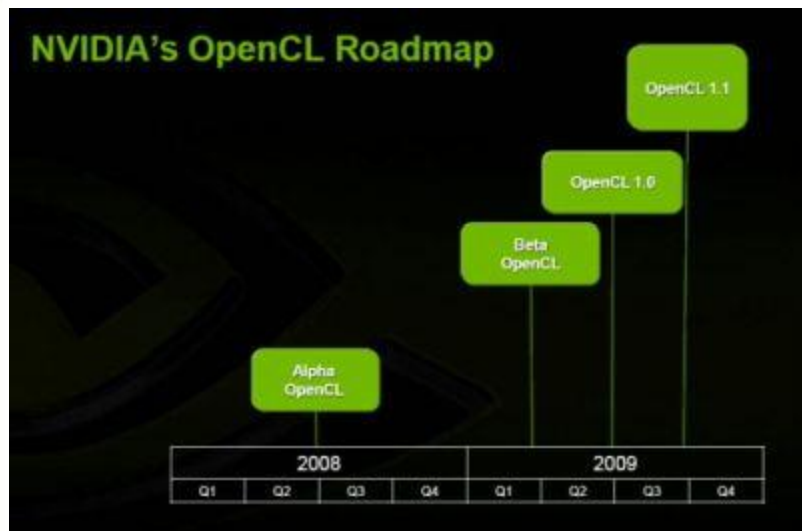 NVIDIA's OpenCL Roadmap
OpenCL 1.1
OpenCL 1.0
Beta
OpenCL
Alpha
OpenCL
2008 2009
Q1 Q2 Q3 Q4 Q1 Q2 Q3 Q4